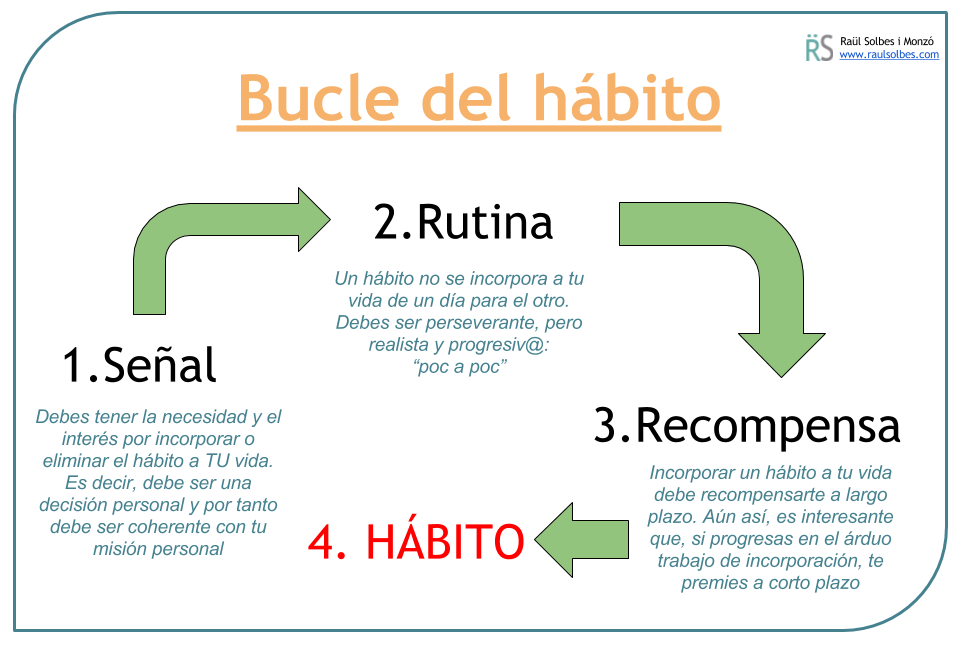 RS
Raül Solbes i Monzó
www.raulsolbes.com
Bucle del hábito
1.Señal
Debes tener la necesidad y el
interés por incorporar o
eliminar el hábito a TU vida.
Es decir, debe ser una
decisión personal y por tanto
debe ser coherente con tu
misión personal
2.Rutina
Un hábito no se incorpora a tu
vida de un día para el otro.
Debes ser perseverante, pero
realista y progresiv@:
“poc a poc”
3.Recompensa
Incorporar un hábito a tu vida
debe recompensarte a largo
plazo. Aún así, es interesante
que, si progresas en el árduo
trabajo de incorporación, te
premies a corto plazo
4. HÁBITO